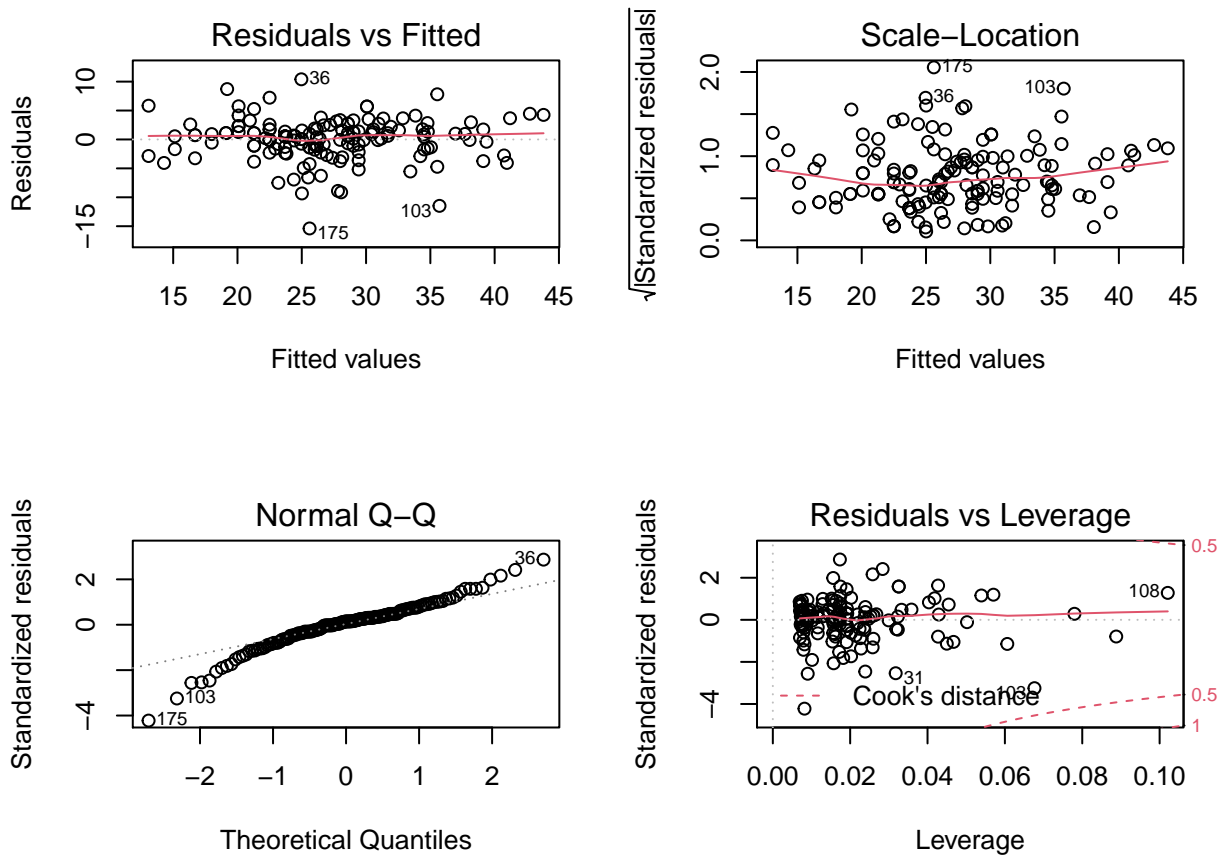 Residuals vs Fitted
Residuals
10
0
−15
36
103
175
15 20 25 30 35 40 45
Fitted values
Scale−Location
√|Standardized residuals|
2.0
1.0
0.0
175
36
103
15 20 25 30 35 40 45
Fitted values
Normal Q−Q
Standardized residuals
2
0
−2
−4
36
103
175
−2 −1 0 1 2
Theoretical Quantiles
Residuals vs Leverage
Standardized residuals
2
0
−4
0.5
108
31
103
Cook's distance
0.5
1
0.00 0.02 0.04 0.06 0.08 0.10
Leverage